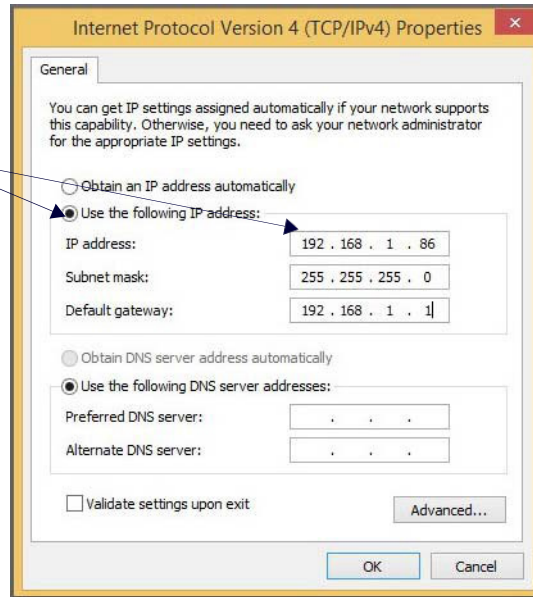 Internet Protocol Version 4 (TCP/IPv4) Properties
General
You can get IP settings assigned automatically if your network supports
this capability. Otherwise, you need to ask your network administrator
for the appropriate IP settings.
Obtain an IP address automatically
Use the following IP address:
IP address: 192 . 168 . 1 . 86
Subnet mask: 255 . 255 . 255 . 0
Default gateway: 192 . 168 . 1 . 1
Obtain DNS server address automatically
Use the following DNS server addresses:
Preferred DNS server: . . .
Alternate DNS server: . . .
Validate settings upon exit
Advanced...
OK Cancel